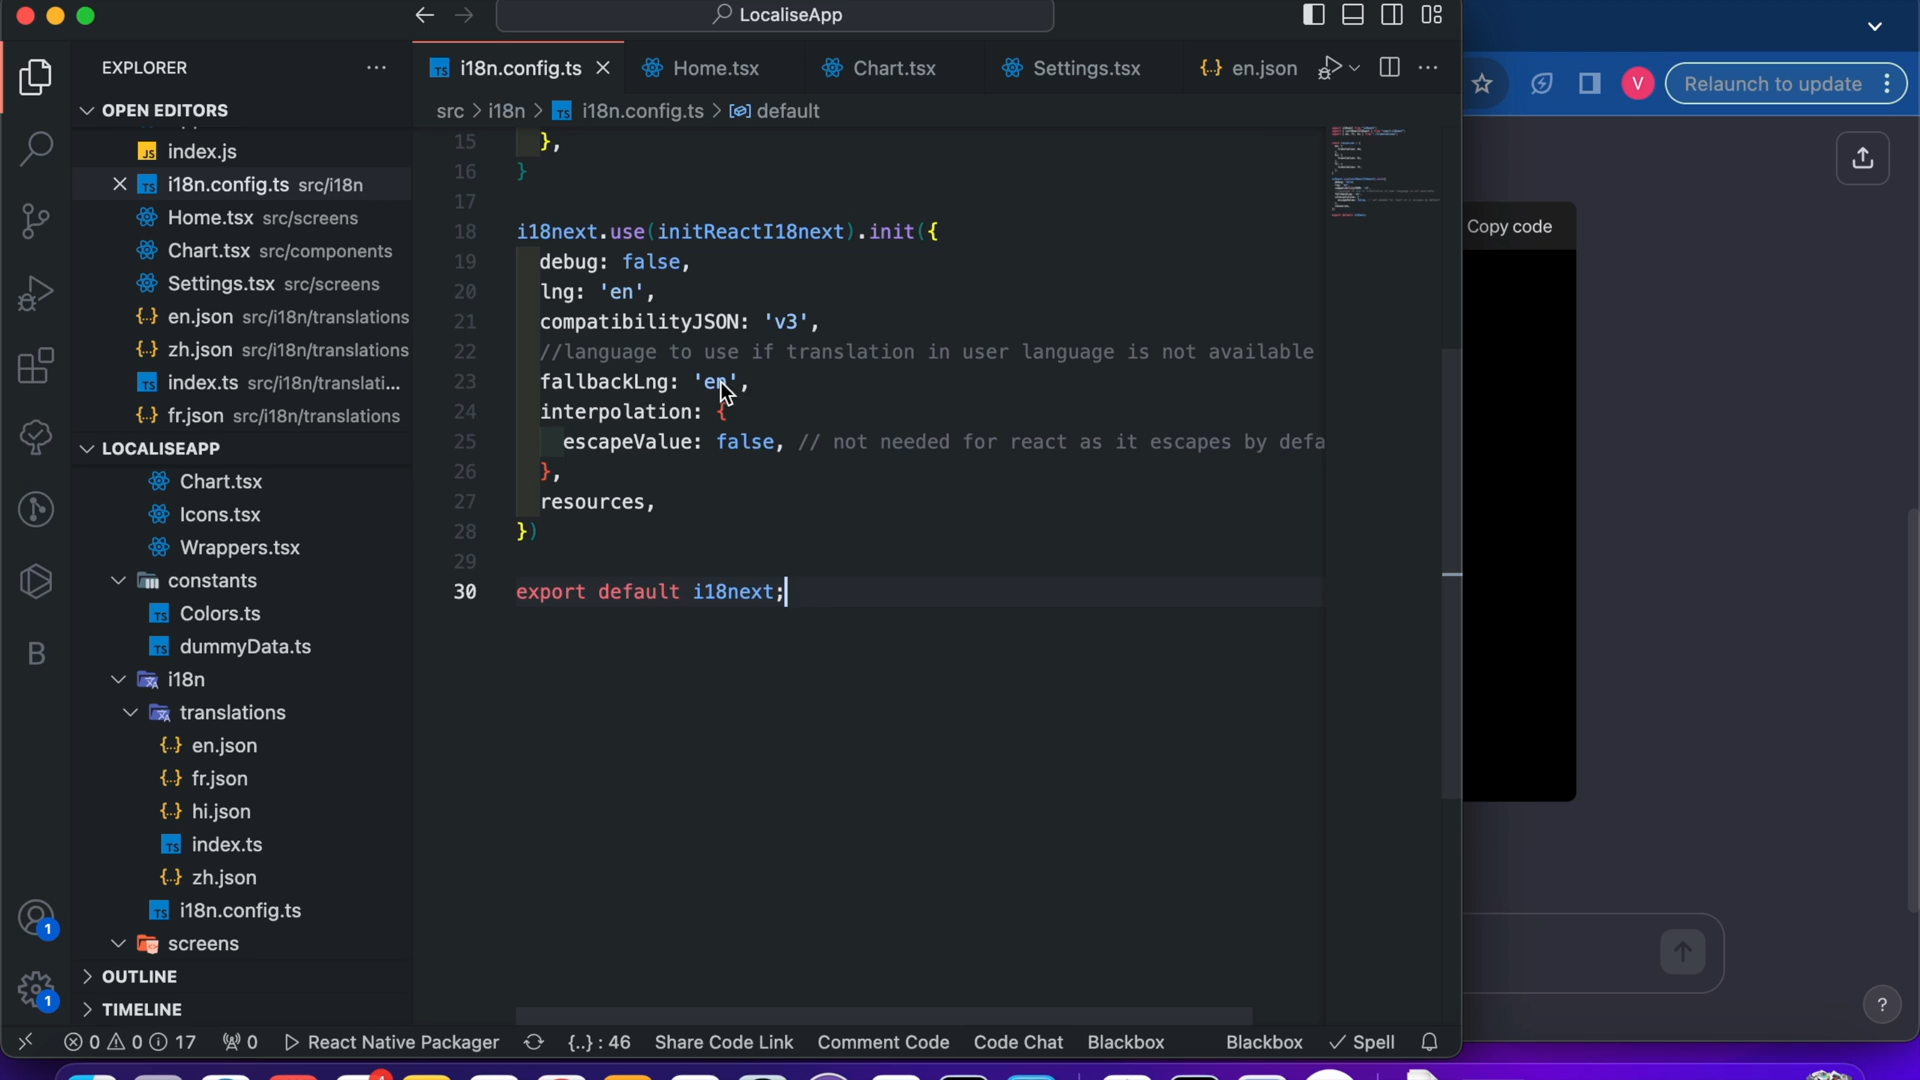 LocaliseApp
EXPLORER
i18n.config.ts
Home.tsx
Chart.tsx
Settings.tsx
en.json
Relaunch to update
V
OPEN EDITORS
src > i18n > i18n.config.ts > default
index.js
i18n.config.ts src/i18n
Home.tsx src/screens
Chart.tsx src/components
Settings.tsx src/screens
en.json src/i18n/translations
zh.json src/i18n/translations
index.ts src/i18n/translati...
fr.json src/i18n/translations
LOCALISEAPP
Chart.tsx
Icons.tsx
Wrappers.tsx
constants
Colors.ts
dummyData.ts
i18n
translations
en.json
fr.json
hi.json
index.ts
zh.json
i18n.config.ts
screens
OUTLINE
TIMELINE
15 },
16 }
17
18 i18next.use(initReactI18next).init({
19 debug: false,
20 lng: 'en',
21 compatibilityJSON: 'v3',
22 //language to use if translation in user language is not available
23 fallbackLng: 'en',
24 interpolation: {
25 escapeValue: false, // not needed for react as it escapes by defa
26 },
27 resources,
28 })
29
30 export default i18next;
Copy code
B
1
1
0 0 17 0 React Native Packager {..} : 46 Share Code Link Comment Code Code Chat Blackbox Blackbox Spell
?
4